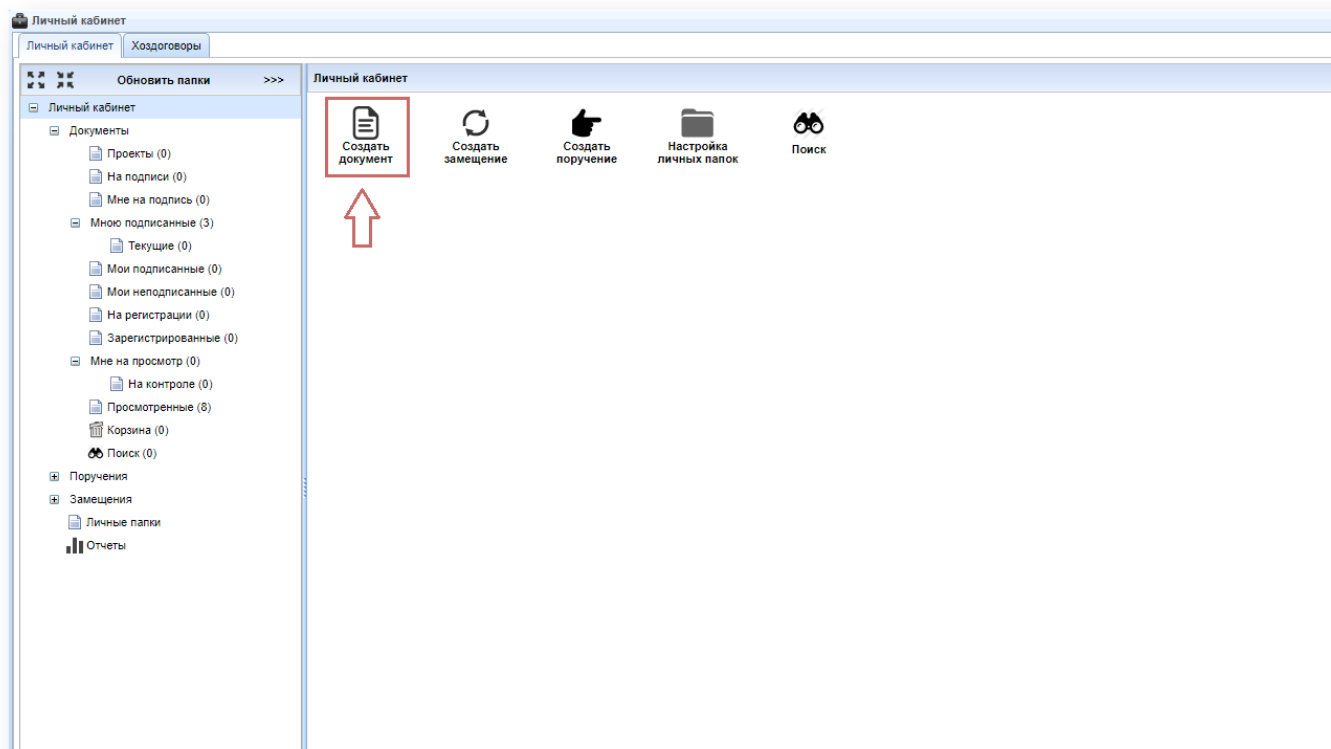 Личный кабинет
Личный кабинет
Хоздоговоры
Обновить папки
>>>
Личный кабинет
Документы
Проекты (0)
На подписи (0)
Мне на подпись (0)
Мною подписанные (3)
Текущие (0)
Мои подписанные (0)
Мои неподписанные (0)
На регистрации (0)
Зарегистрированные (0)
Мне на просмотр (0)
На контроле (0)
Просмотренные (8)
Корзина (0)
Поиск (0)
Поручения
Замещения
Личные папки
Отчеты
Личный кабинет
Создать
документ
Создать
замещение
Создать
поручение
Настройка
личных папок
Поиск